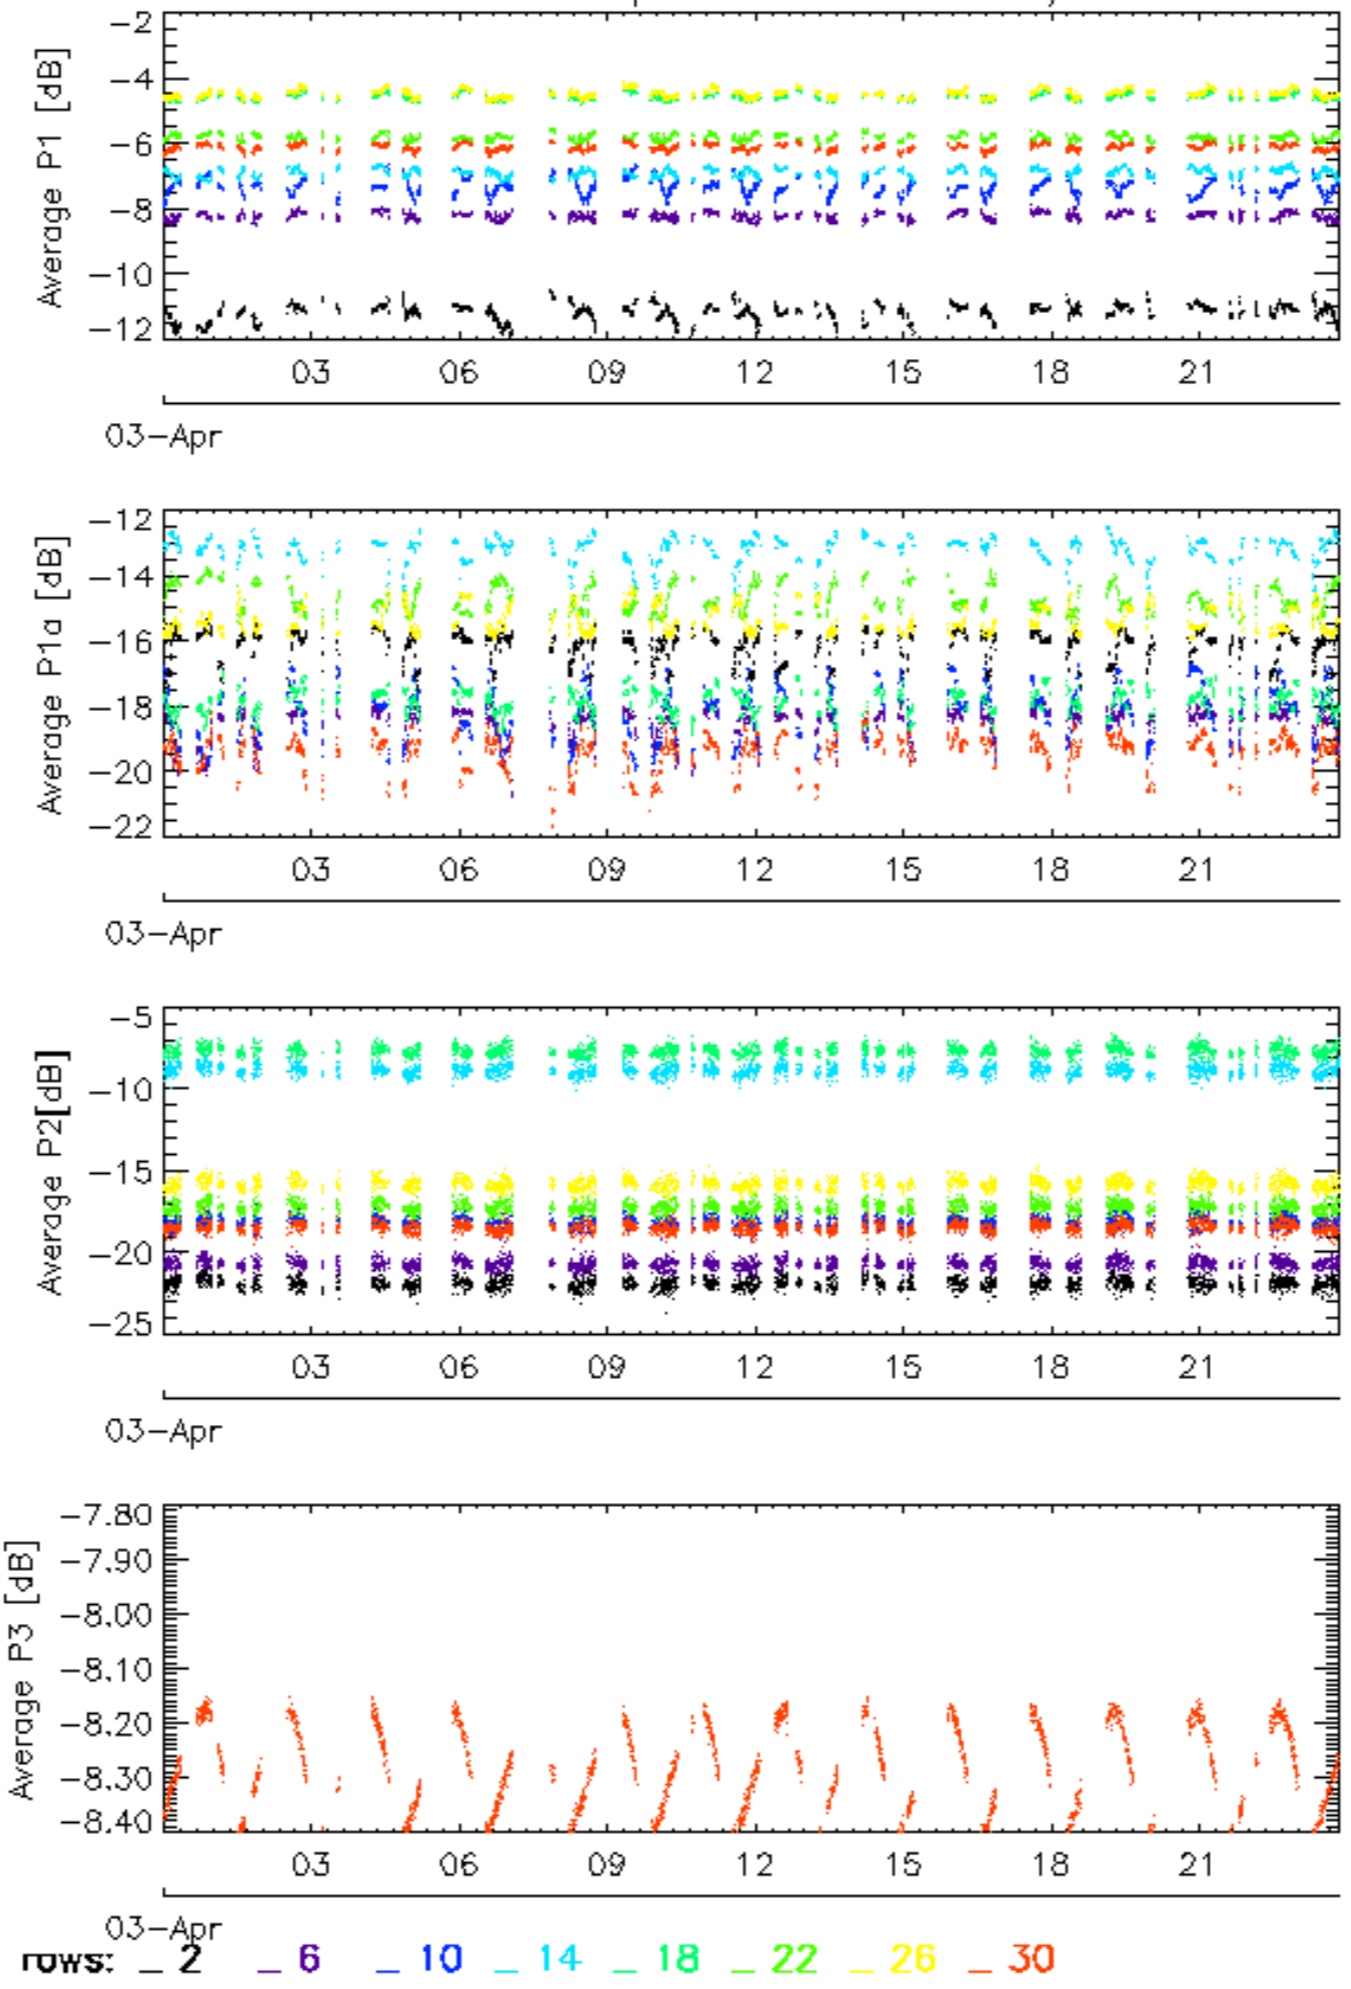 Average P1 [dB]
-2
-4
-6
-8
-10
-12
03 06 09 12 15 18 21
03-Apr
Average P1a [dB]
-12
-14
-16
-18
-20
-22
03 06 09 12 15 18 21
03-Apr
Average P2[dB]
-5
-10
-15
-20
-25
03 06 09 12 15 18 21
03-Apr
Average P3 [dB]
-7.80
-7.90
-8.00
-8.10
-8.20
-8.30
-8.40
03 06 09 12 15 18 21
03-Apr
rows: _ 2 _ 6 _ 10 _ 14 _ 18 _ 22 _ 26 _ 30